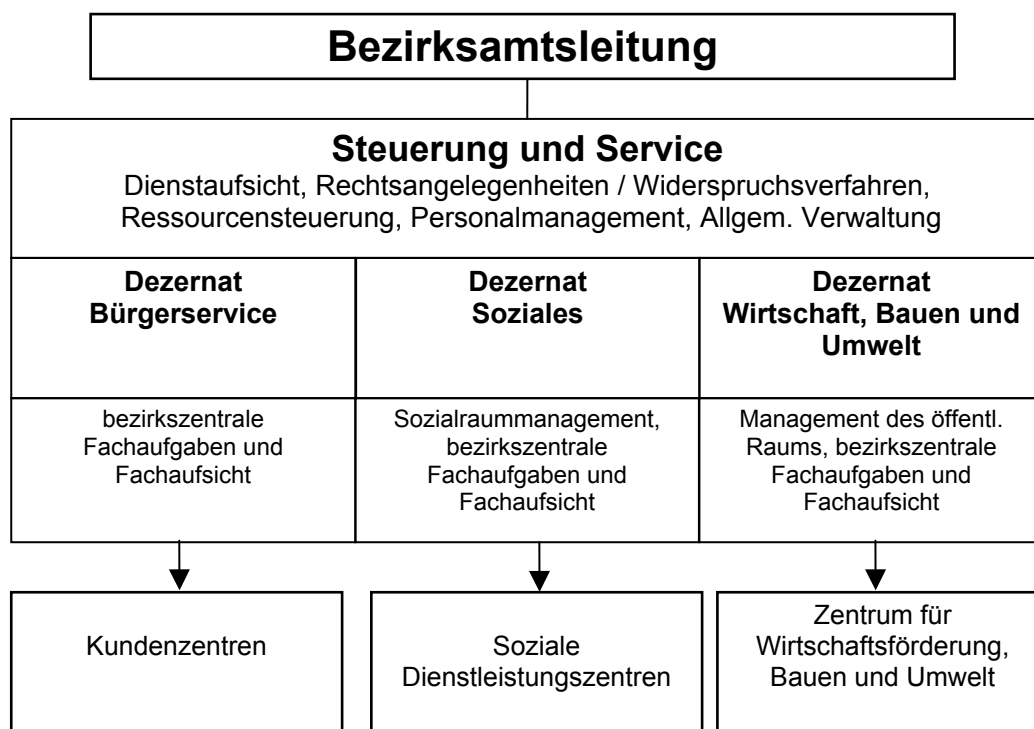 Bezirksamtsleitung
Steuerung und Service
Dienstaufsicht, Rechtsangelegenheiten / Widerspruchsverfahren,
Ressourcensteuerung, Personalmanagement, Allgem. Verwaltung
Dezernat
Bürgerservice
Dezernat
Soziales
Dezernat
Wirtschaft, Bauen und
Umwelt
bezirkszentrale
Fachaufgaben und
Fachaufsicht
Sozialraummanagement,
bezirkszentrale
Fachaufgaben und
Fachaufsicht
Management des öffentl.
Raums, bezirkszentrale
Fachaufgaben und
Fachaufsicht
Kundenzentren
Soziale
Dienstleistungszentren
Zentrum für
Wirtschaftsförderung,
Bauen und Umwelt